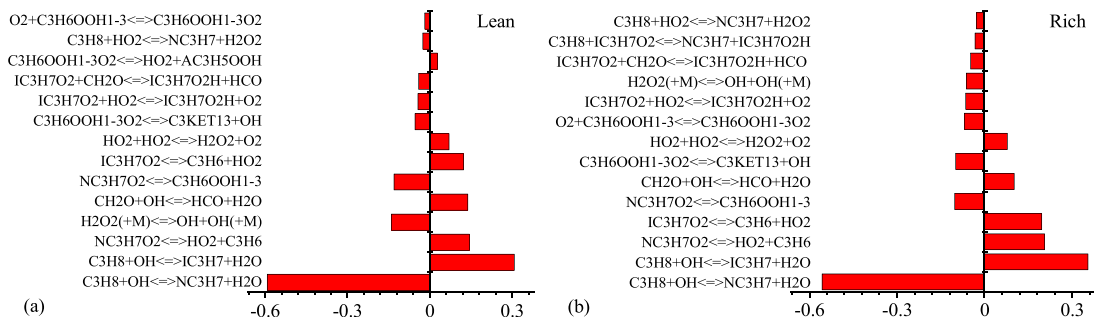 O2+C3H6OOH1-3<=>C3H6OOH1-3O2
Lean
C3H8+HO2<=>NC3H7+H2O2
C3H6OOH1-3O2<=>HO2+AC3H5OOH
IC3H7O2+CH2O<=>IC3H7O2H+HCO
IC3H7O2+HO2<=>IC3H7O2H+O2
C3H6OOH1-3O2<=>C3KET13+OH
HO2+HO2<=>H2O2+O2
IC3H7O2<=>C3H6+HO2
NC3H7O2<=>C3H6OOH1-3
CH2O+OH<=>HCO+H2O
H2O2(+M)<=>OH+OH(+M)
NC3H7O2<=>HO2+C3H6
C3H8+OH<=>IC3H7+H2O
C3H8+OH<=>NC3H7+H2O
(a)
-0.6 -0.3 0 0.3
C3H8+HO2<=>NC3H7+H2O2
Rich
C3H8+IC3H7O2<=>NC3H7+IC3H7O2H
IC3H7O2+CH2O<=>IC3H7O2H+HCO
H2O2(+M)<=>OH+OH(+M)
IC3H7O2+HO2<=>IC3H7O2H+O2
O2+C3H6OOH1-3<=>C3H6OOH1-3O2
HO2+HO2<=>H2O2+O2
C3H6OOH1-3O2<=>C3KET13+OH
CH2O+OH<=>HCO+H2O
NC3H7O2<=>C3H6OOH1-3
IC3H7O2<=>C3H6+HO2
NC3H7O2<=>HO2+C3H6
C3H8+OH<=>IC3H7+H2O
C3H8+OH<=>NC3H7+H2O
(b)
-0.6 -0.3 0 0.3